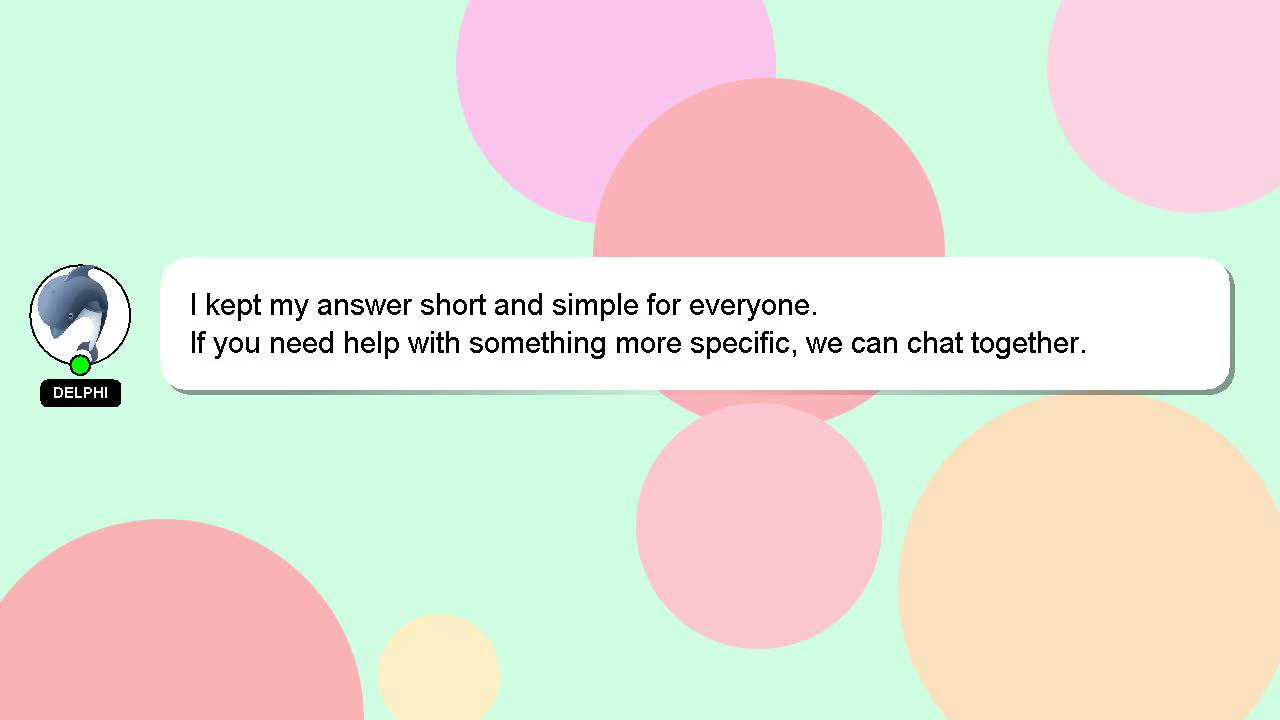 I kept my answer short and simple for everyone.
If you need help with something more specific, we can chat together.
DELPHI